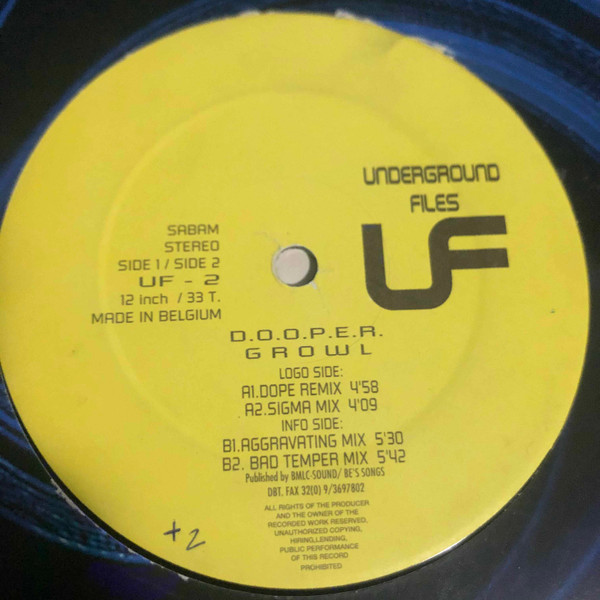 UNDERGROUND
FILES
UF
SABAM
STEREO
SIDE 1 / SIDE 2
UF - 2
12 inch / 33 T.
MADE IN BELGIUM
D.O.O.P.E.R.
GROWL
LOGO SIDE:
A1.DOPE REMIX 4'58
A2.SIGMA MIX 4'09
INFO SIDE:
B1.AGGRAVATING MIX 5'30
B2. BAD TEMPER MIX 5'42
Published by BMLC-SOUND/ BE'S SONGS
DBT. FAX 32(0) 9/3697802
ALL RIGHTS OF THE PRODUCER
AND THE OWNER OF THE
RECORDED WORK RESERVED,
UNAUTHORIZED COPYING,
HIRING,LENDING,
PUBLIC PERFORMANCE
OF THIS RECORD
PROHIBITED
+2